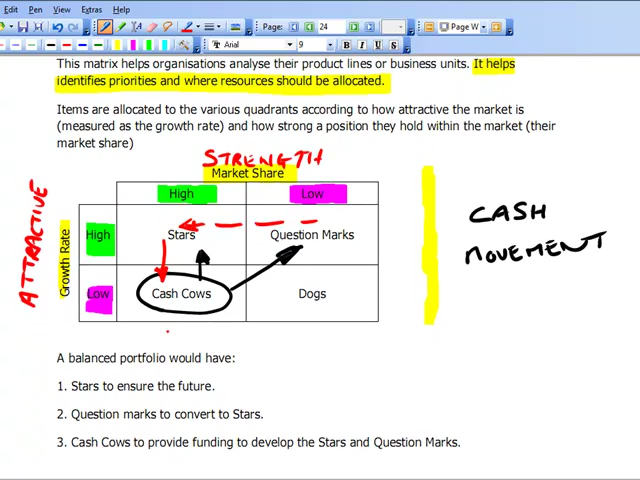 Edit Pen View Extras Help
Page: 24 Page W
Arial 9 B I U
This matrix helps organisations analyse their product lines or business units. It helps
identifies priorities and where resources should be allocated.
Items are allocated to the various quadrants according to how attractive the market is
(measured as the growth rate) and how strong a position they hold within the market (their
market share)
STRENGTH
Market Share
High Low
ATTRACTIVE
Growth Rate
High Stars Question Marks
Low Cash Cows Dogs
CASH
MOVEMENT
A balanced portfolio would have:
1. Stars to ensure the future.
2. Question marks to convert to Stars.
3. Cash Cows to provide funding to develop the Stars and Question Marks.